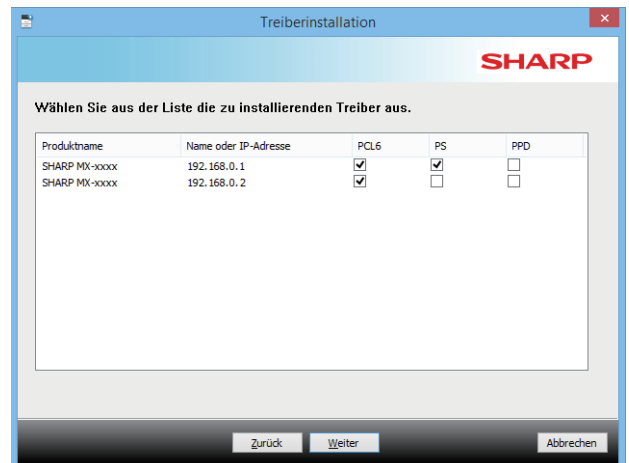 Treiberinstallation
SHARP
Wählen Sie aus der Liste die zu installierenden Treiber aus.
Produktname Name oder IP-Adresse PCL6 PS PPD
SHARP MX-xxxx 192.168.0.1
SHARP MX-xxxx 192.168.0.2
Zurück Weiter Abbrechen